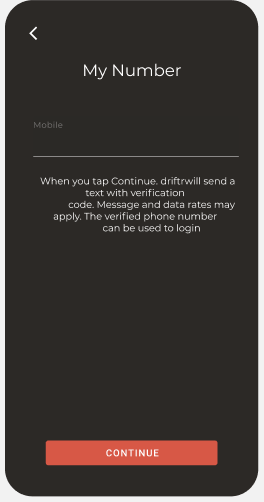 My Number
Mobile
When you tap Continue. driftrwill send a
text with verification
code. Message and data rates may
apply. The verified phone number
can be used to login
CONTINUE